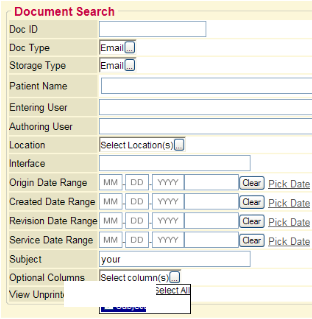 Document Search
Doc ID
Doc Type Email ...
Storage Type Email ...
Patient Name
Entering User
Authoring User
Location Select Location(s) ...
Interface
Origin Date Range MM - DD - YYYY Clear Pick Date
Created Date Range MM - DD - YYYY Clear Pick Date
Revision Date Range MM - DD - YYYY Clear Pick Date
Service Date Range MM - DD - YYYY Clear Pick Date
Subject your
Optional Columns Select column(s) ...
View Unprinte Select All
Subject